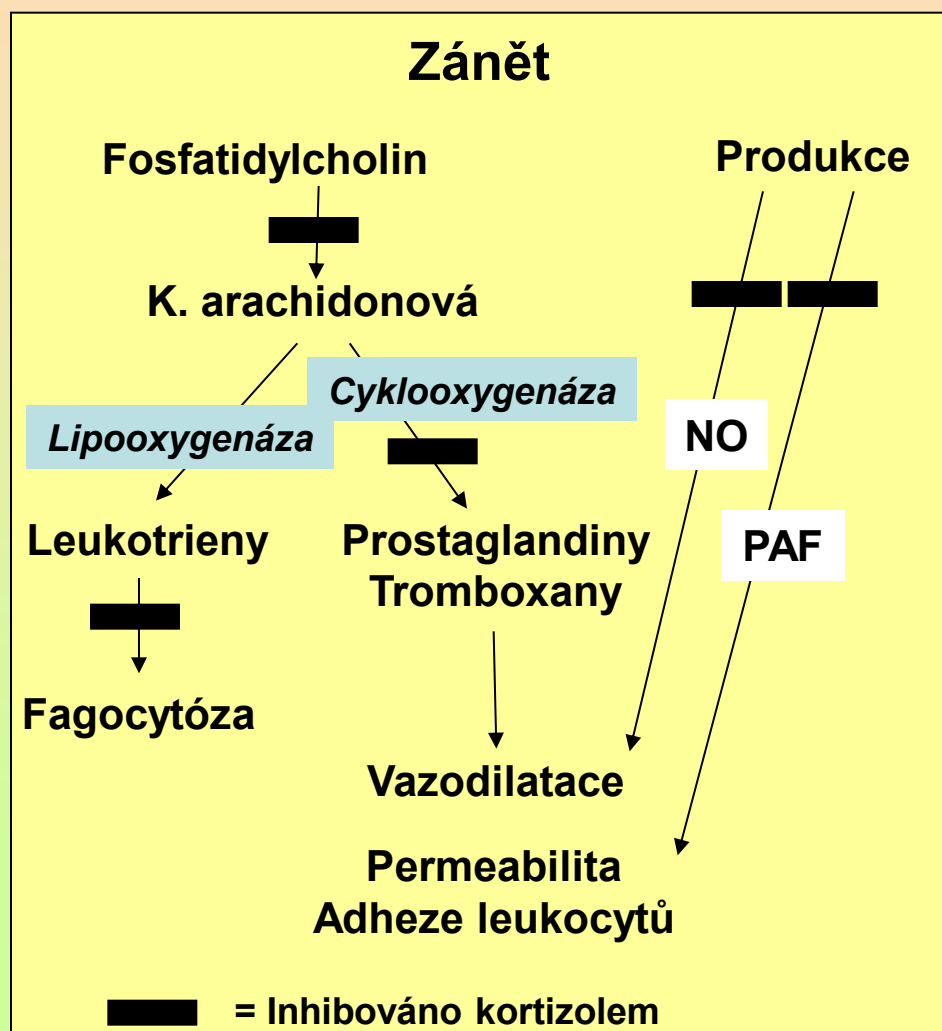 Zánět
Fosfatidylcholin
Produkce
K. arachidonová
Cyklooxygenáza
Lipooxygenáza
NO
Leukotrieny
Prostaglandiny
Tromboxany
PAF
Fagocytóza
Vazodilatace
Permeabilita
Adheze leukocytů
= Inhibováno kortizolem